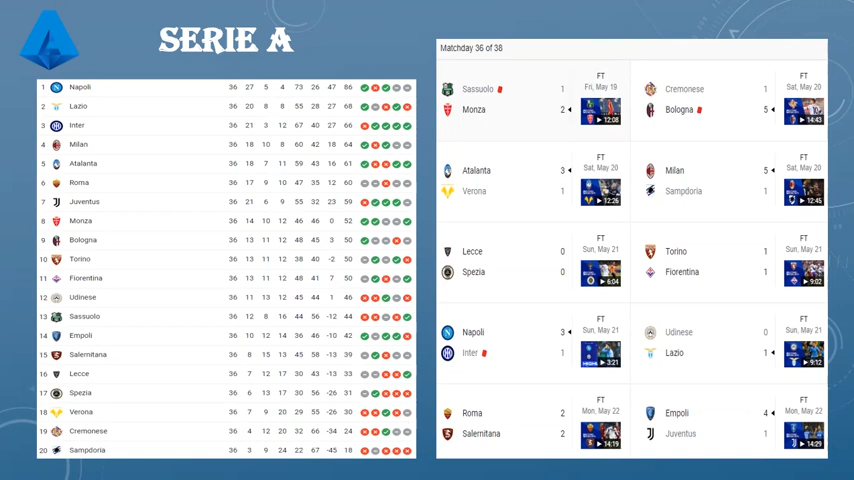 SERIE A
1 Napoli 36 27 5 4 73 26 47 86
2 Lazio 36 20 8 8 55 28 27 68
3 Inter 36 21 3 12 67 40 27 66
4 Milan 36 18 10 8 60 42 18 64
5 Atalanta 36 18 7 11 59 43 16 61
6 Roma 36 17 9 10 47 35 12 60
7 Juventus 36 21 6 9 55 32 23 59
8 Monza 36 14 10 12 46 46 0 52
9 Bologna 36 13 11 12 48 45 3 50
10 Torino 36 13 11 12 38 40 -2 50
11 Fiorentina 36 13 11 12 48 41 7 50
12 Udinese 36 11 13 12 45 44 1 46
13 Sassuolo 36 12 8 16 44 56 -12 44
14 Empoli 36 10 12 14 36 46 -10 42
15 Salernitana 36 8 15 13 45 58 -13 39
16 Lecce 36 7 12 17 30 43 -13 33
17 Spezia 36 6 13 17 30 56 -26 31
18 Verona 36 7 9 20 29 55 -26 30
19 Cremonese 36 4 12 20 32 66 -34 24
20 Sampdoria 36 3 9 24 22 67 -45 18
Matchday 36 of 38
Sassuolo 1
Monza 2
FT
Fri, May 19
12:08
Cremonese 1
Bologna 5
FT
Sat, May 20
14:43
Atalanta 3
Verona 1
FT
Sat, May 20
12:26
Milan 5
Sampdoria 1
FT
Sat, May 20
12:45
Lecce 0
Spezia 0
FT
Sun, May 21
6:04
Torino 1
Fiorentina 1
FT
Sun, May 21
9:02
Napoli 3
Inter 1
FT
Sun, May 21
3:21
Udinese 0
Lazio 1
FT
Sun, May 21
9:12
Roma 2
Salernitana 2
FT
Mon, May 22
14:19
Empoli 4
Juventus 1
FT
Mon, May 22
14:29